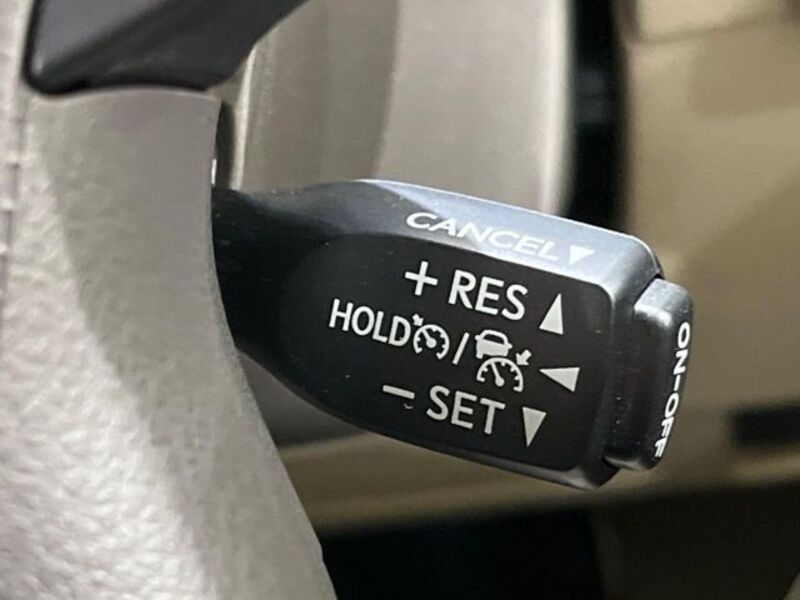 CANCEL▼
+ RES ▲
HOLD / ◀
− SET ▼
ON-OFF